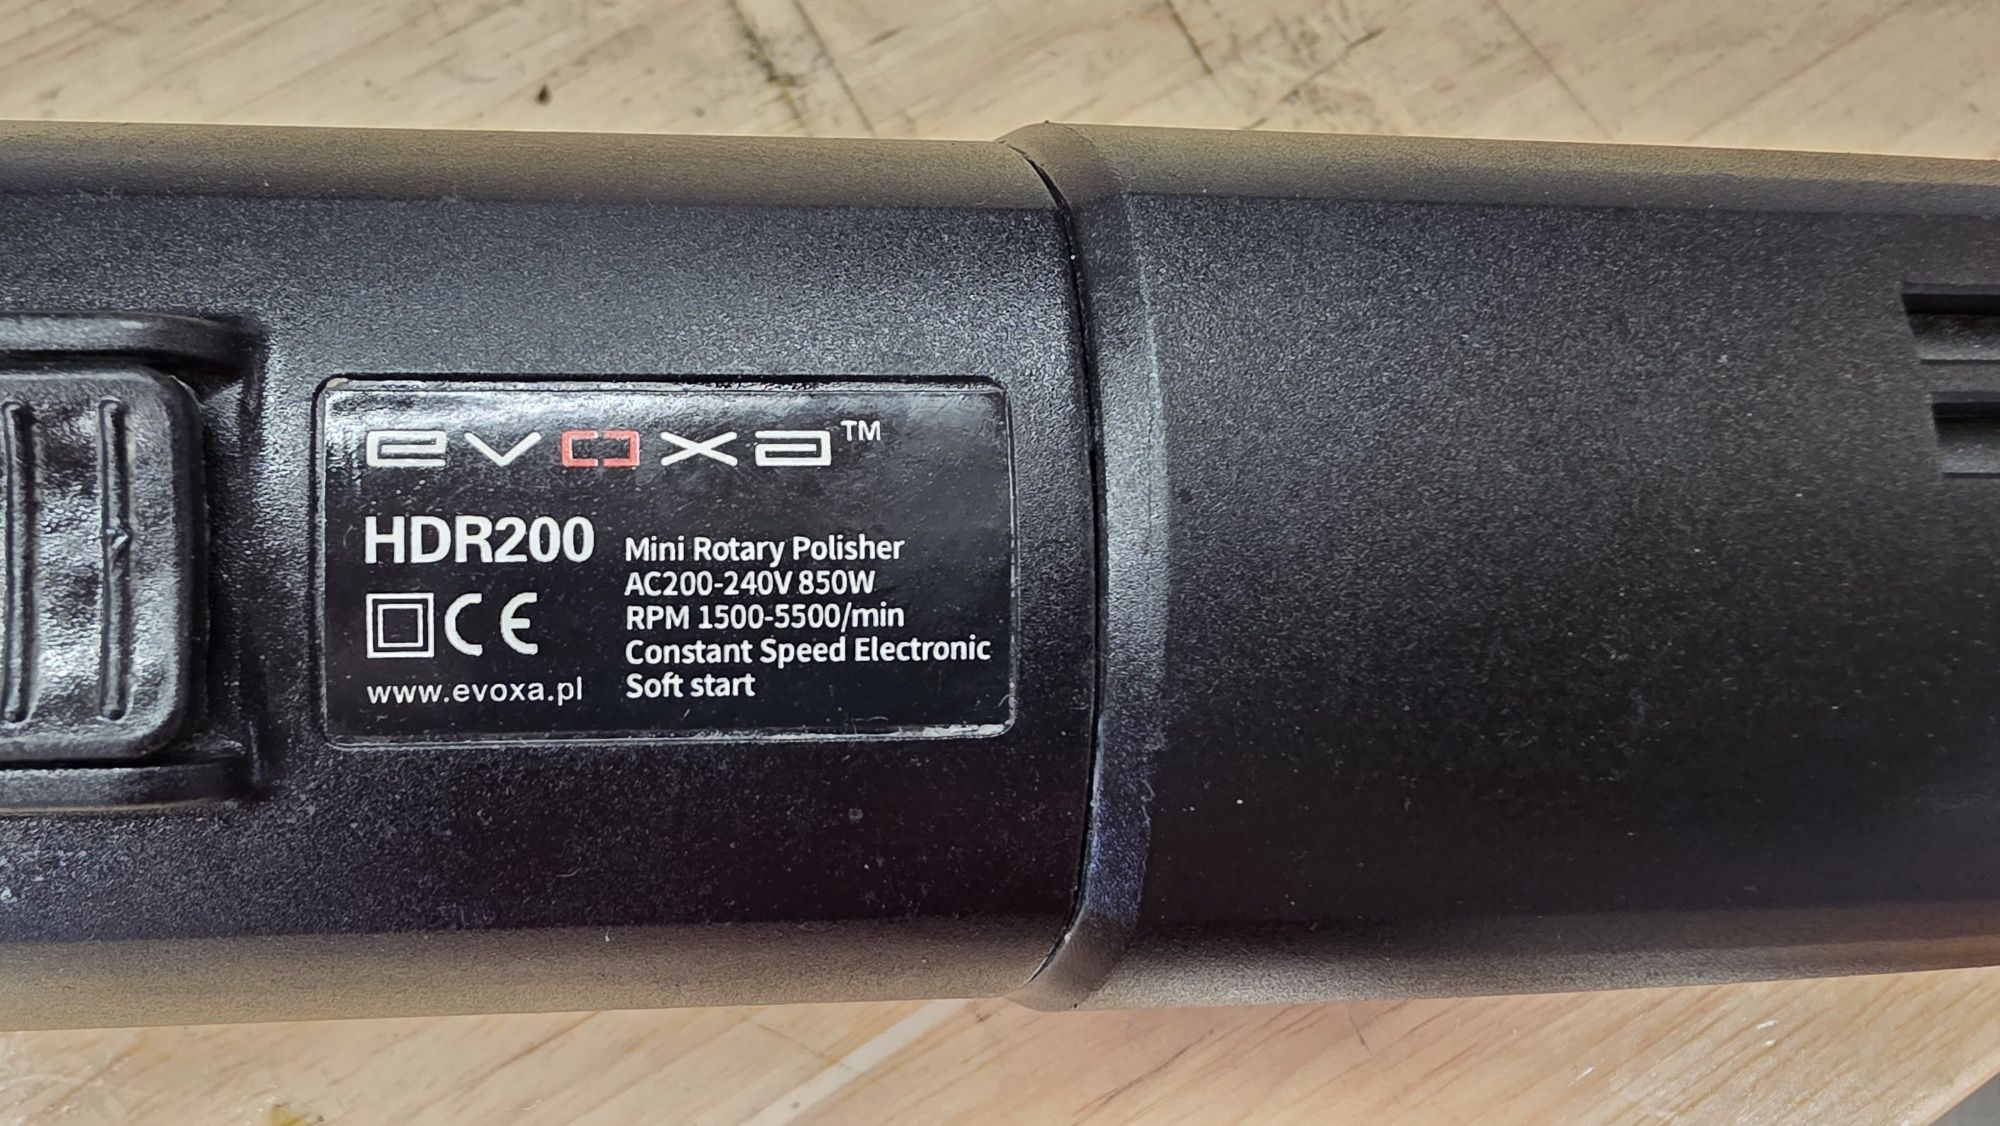 evoxa™
HDR200
Mini Rotary Polisher
AC200-240V 850W
RPM 1500-5500/min
Constant Speed Electronic
Soft start
CE
www.evoxa.pl